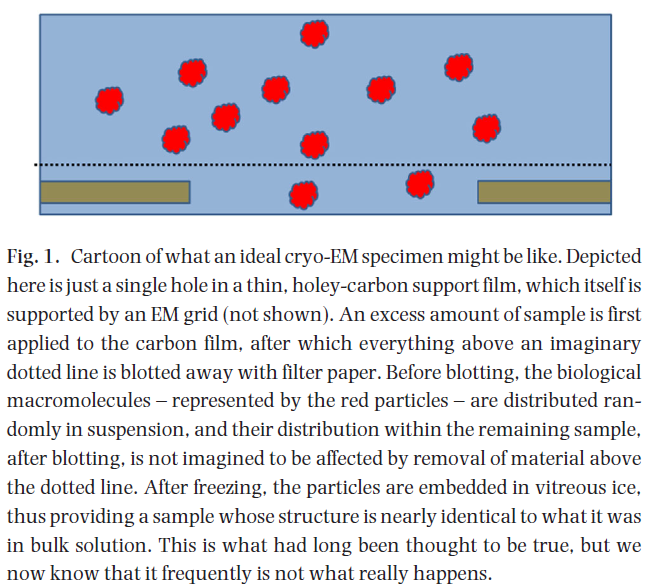 Fig. 1. Cartoon of what an ideal cryo-EM specimen might be like. Depicted
here is just a single hole in a thin, holey-carbon support film, which itself is
supported by an EM grid (not shown). An excess amount of sample is first
applied to the carbon film, after which everything above an imaginary
dotted line is blotted away with filter paper. Before blotting, the biological
macromolecules – represented by the red particles – are distributed ran-
domly in suspension, and their distribution within the remaining sample,
after blotting, is not imagined to be affected by removal of material above
the dotted line. After freezing, the particles are embedded in vitreous ice,
thus providing a sample whose structure is nearly identical to what it was
in bulk solution. This is what had long been thought to be true, but we
now know that it frequently is not what really happens.